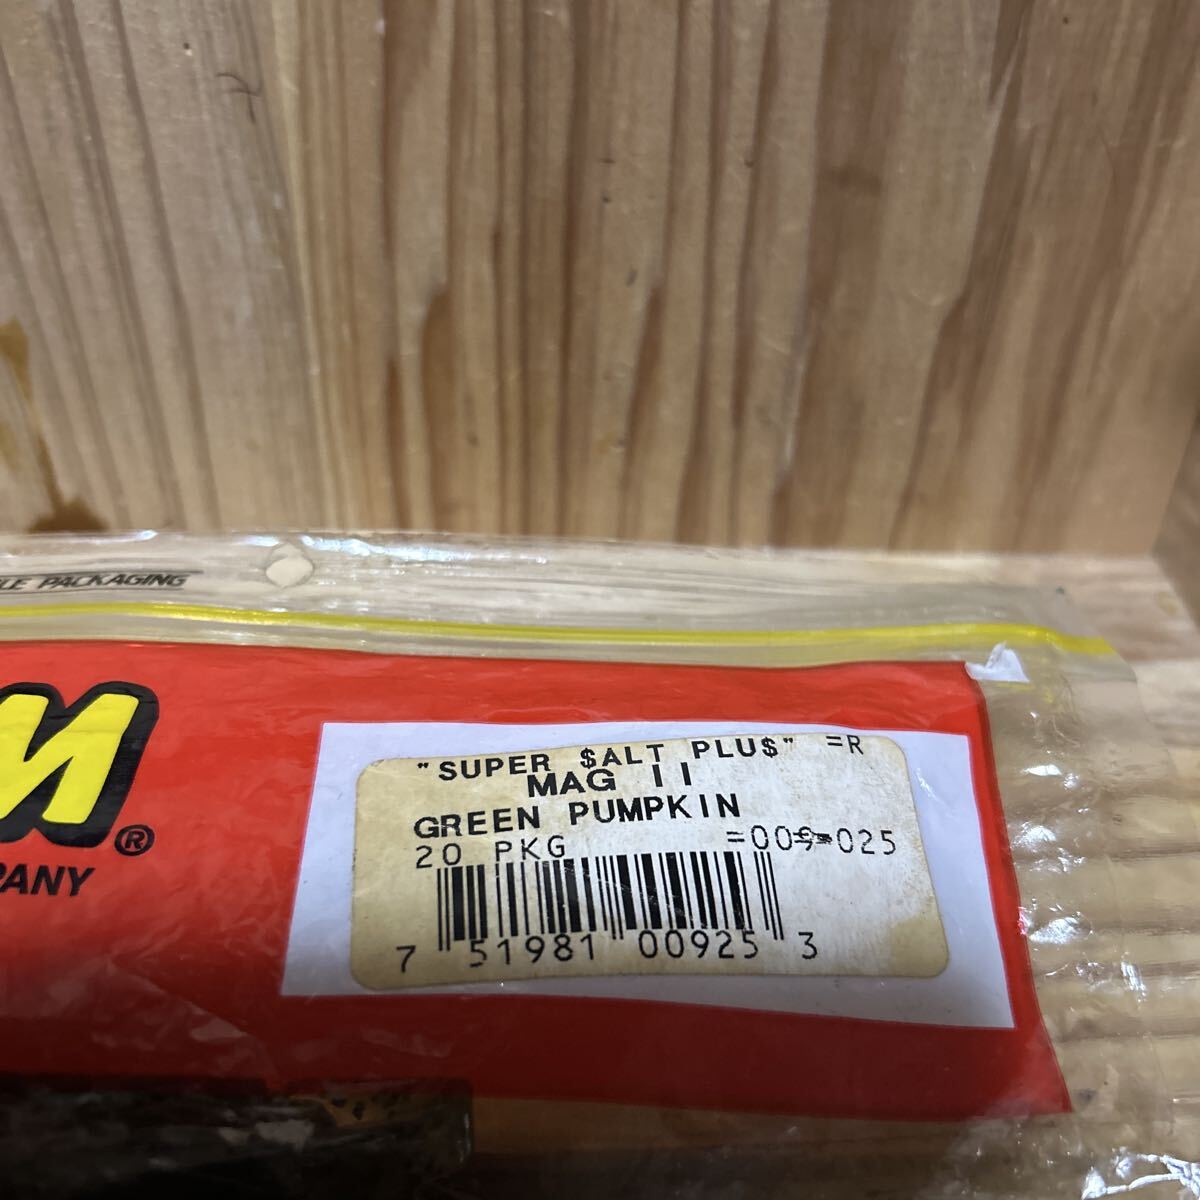 LE PACKAGING
M®
PANY
"SUPER $ALT PLU$" =R
MAG II
GREEN PUMPKIN
20 PKG =009-025
7 51981 00925 3